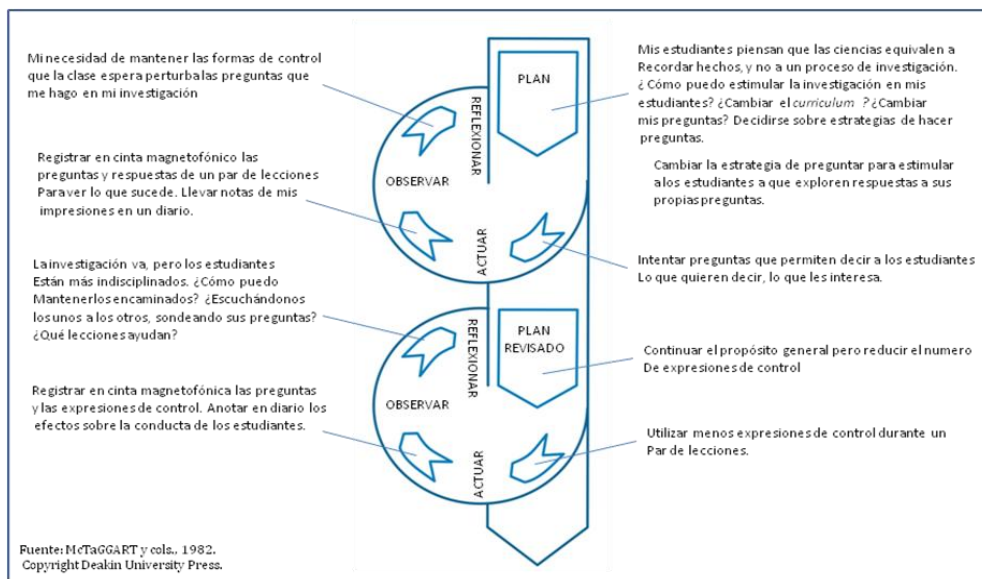 Mi necesidad de mantener las formas de control
que la clase espera perturba las preguntas que
me hago en mi investigación
Registrar en cinta magnetofónico las
preguntas y respuestas de un par de lecciones
Para ver lo que sucede. Llevar notas de mis
impresiones en un diario.
La investigación va, pero los estudiantes
Están más indisciplinados. ¿Cómo puedo
Mantenerlos encaminados? ¿Escuchándonos
los unos a los otros, sondeando sus preguntas?
¿Qué lecciones ayudan?
Registrar en cinta magnetofónica las preguntas
y las expresiones de control. Anotar en diario los
efectos sobre la conducta de los estudiantes.
PLAN
REFLEXIONAR
OBSERVAR
ACTUAR
PLAN
REVISADO
REFLEXIONAR
OBSERVAR
ACTUAR
Mis estudiantes piensan que las ciencias equivalen a
Recordar hechos, y no a un proceso de investigación.
¿ Cómo puedo estimular la investigación en mis
estudiantes? ¿Cambiar el curriculum ? ¿Cambiar
mis preguntas? Decidirse sobre estrategias de hacer
preguntas.
Cambiar la estrategia de preguntar para estimular
a los estudiantes a que exploren respuestas a sus
propias preguntas.
Intentar preguntas que permiten decir a los estudiantes
Lo que quieren decir, lo que les interesa.
Continuar el propósito general pero reducir el numero
De expresiones de control
Utilizar menos expresiones de control durante un
Par de lecciones.
Fuente: McTaGGART y cols., 1982.
Copyright Deakin University Press.